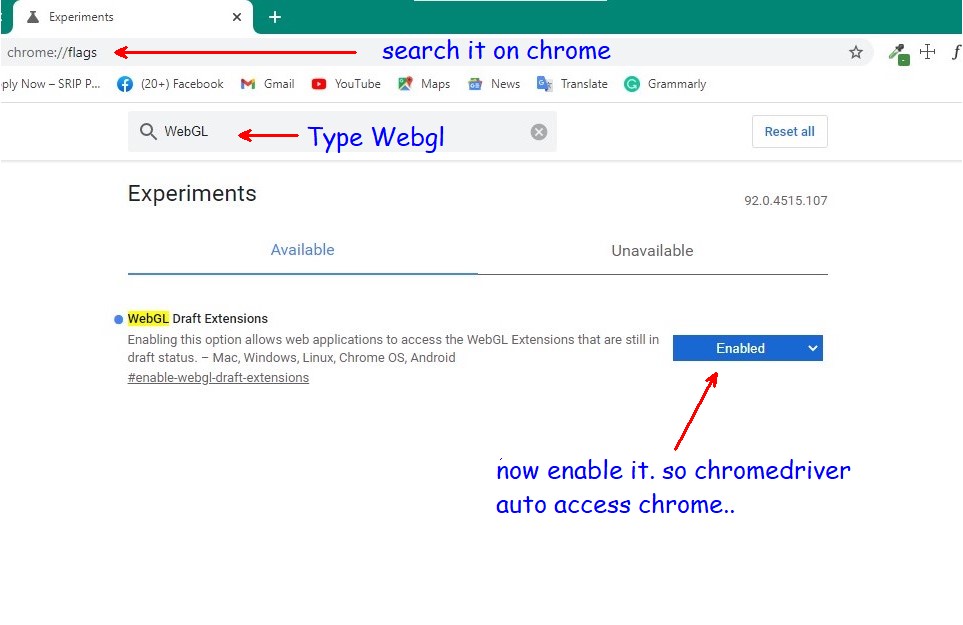 Experiments
chrome://flags
search it on chrome
ply Now – SRIP P... (20+) Facebook Gmail YouTube Maps News Translate Grammarly
WebGL
Type Webgl
Reset all
Experiments
92.0.4515.107
Available Unavailable
WebGL Draft Extensions
Enabling this option allows web applications to access the WebGL Extensions that are still in
draft status. – Mac, Windows, Linux, Chrome OS, Android
Enabled
#enable-webgl-draft-extensions
now enable it. so chromedriver
auto access chrome..